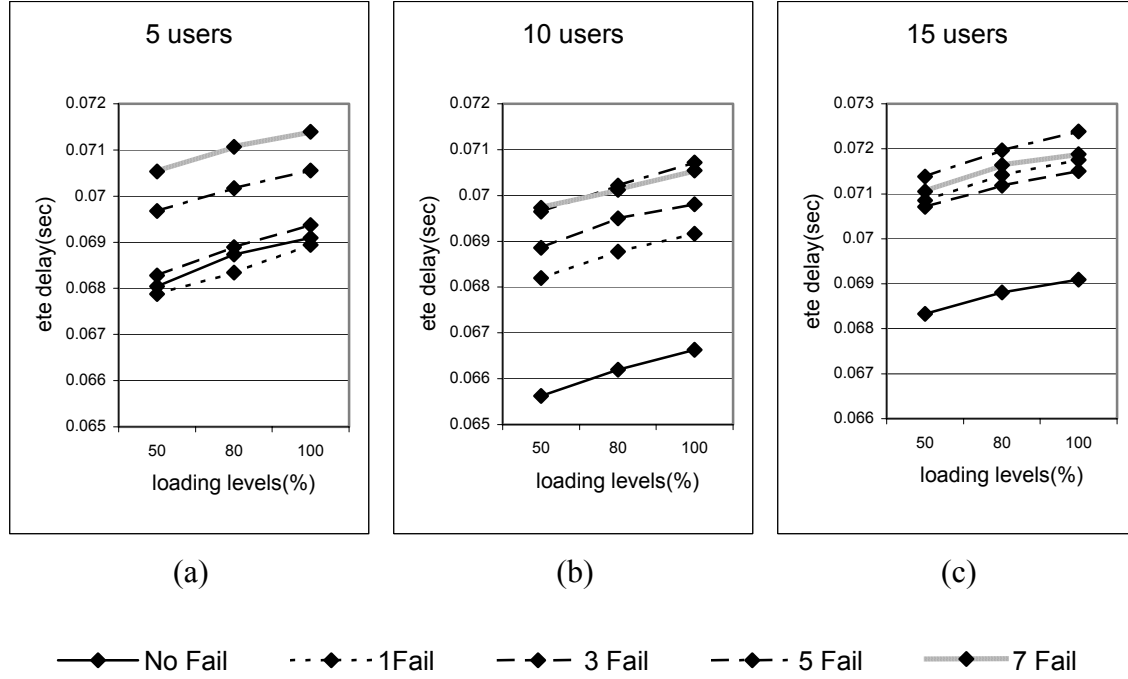 5 users
0.072
0.071
0.07
0.069
0.068
0.067
0.066
0.065
ete delay(sec)
50 80 100
loading levels(%)
(a)
10 users
0.072
0.071
0.07
0.069
0.068
0.067
0.066
0.065
ete delay(sec)
50 80 100
loading levels(%)
(b)
15 users
0.073
0.072
0.071
0.07
0.069
0.068
0.067
0.066
ete delay(sec)
50 80 100
loading levels(%)
(c)
No Fail 1Fail 3 Fail 5 Fail 7 Fail